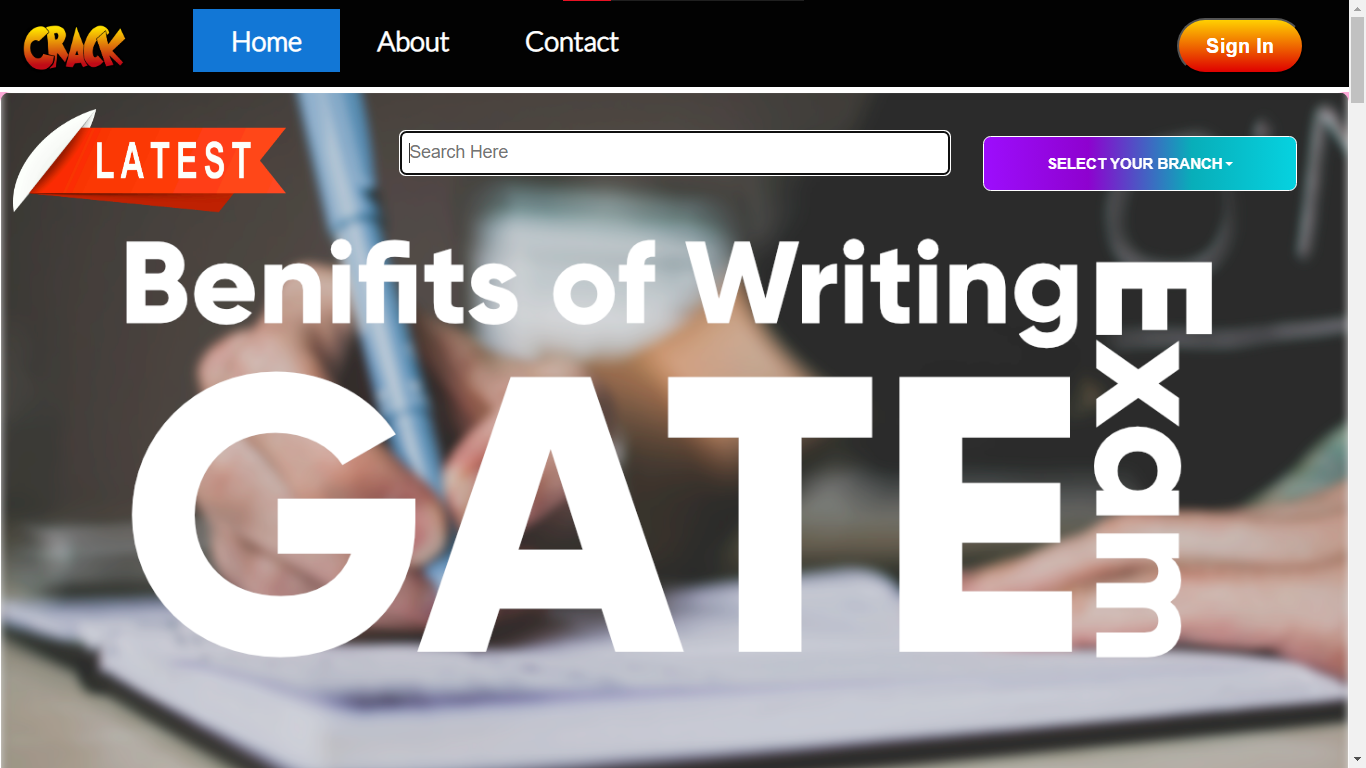 CRACK
Home
About
Contact
Sign In
LATEST
Search Here
SELECT YOUR BRANCH
Benifits of Writing
GATE
Exam